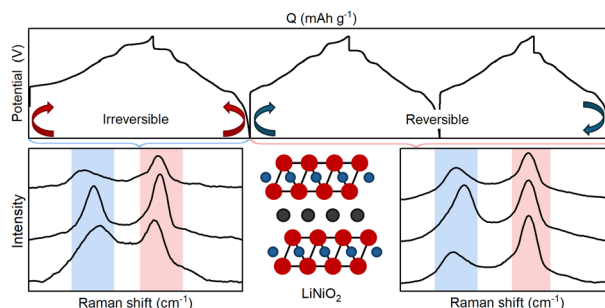 Q (mAh g⁻¹)
Potential (V)
Irreversible
Reversible
Intensity
Raman shift (cm⁻¹)
LiNiO₂
Raman shift (cm⁻¹)